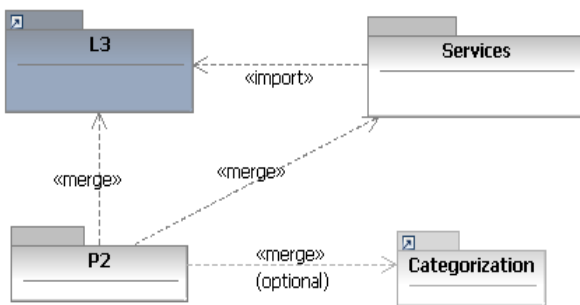 L3
Services
«import»
«merge»
«merge»
P2
«merge»
(optional)
Categorization